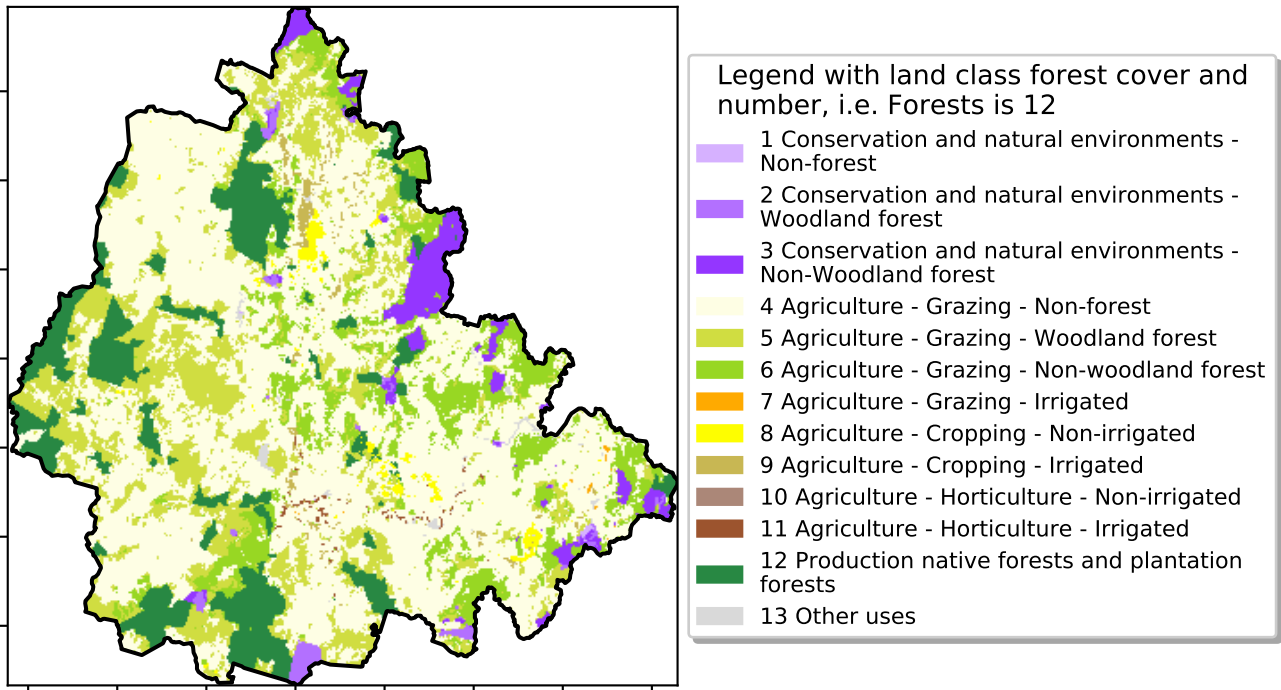 Legend with land class forest cover and
number, i.e. Forests is 12
1 Conservation and natural environments -
Non-forest
2 Conservation and natural environments -
Woodland forest
3 Conservation and natural environments -
Non-Woodland forest
4 Agriculture - Grazing - Non-forest
5 Agriculture - Grazing - Woodland forest
6 Agriculture - Grazing - Non-woodland forest
7 Agriculture - Grazing - Irrigated
8 Agriculture - Cropping - Non-irrigated
9 Agriculture - Cropping - Irrigated
10 Agriculture - Horticulture - Non-irrigated
11 Agriculture - Horticulture - Irrigated
12 Production native forests and plantation
forests
13 Other uses